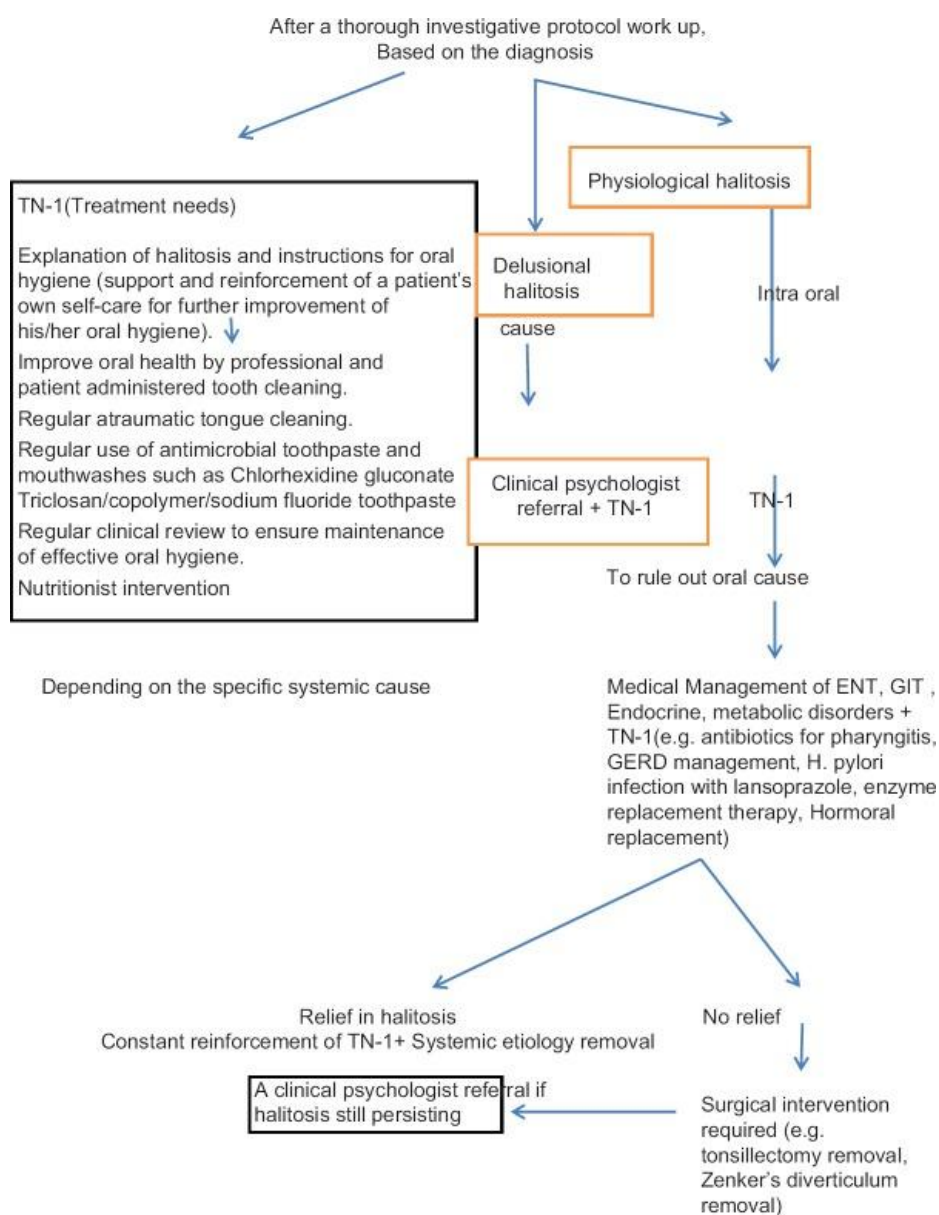 After a thorough investigative protocol work up,
Based on the diagnosis
TN-1(Treatment needs)
Explanation of halitosis and instructions for oral
hygiene (support and reinforcement of a patient's
own self-care for further improvement of
his/her oral hygiene).
Improve oral health by professional and
patient administered tooth cleaning.
Regular atraumatic tongue cleaning.
Regular use of antimicrobial toothpaste and
mouthwashes such as Chlorhexidine gluconate
Triclosan/copolymer/sodium fluoride toothpaste
Regular clinical review to ensure maintenance
of effective oral hygiene.
Nutritionist intervention
Delusional
halitosis
cause
Clinical psychologist
referral + TN-1
Physiological halitosis
Intra oral
TN-1
To rule out oral cause
Depending on the specific systemic cause
Medical Management of ENT, GIT ,
Endocrine, metabolic disorders +
TN-1(e.g. antibiotics for pharyngitis,
GERD management, H. pylori
infection with lansoprazole, enzyme
replacement therapy, Hormoral
replacement)
Relief in halitosis
Constant reinforcement of TN-1+ Systemic etiology removal
A clinical psychologist referral if
halitosis still persisting
No relief
Surgical intervention
required (e.g.
tonsillectomy removal,
Zenker's diverticulum
removal)